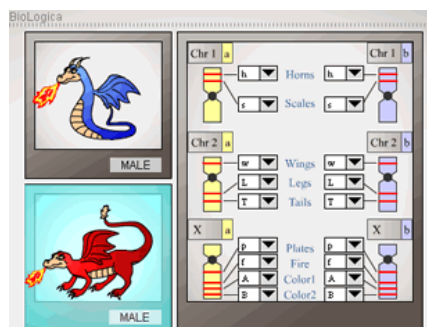 BioLogica
Chr 1 a Chr 1 b
h Horns h
s Scales s
Chr 2 a Chr 2 b
w Wings w
L Legs L
T Tails T
X a X b
P Plates P
f Fire f
A Color1 A
B Color2 B
MALE
MALE